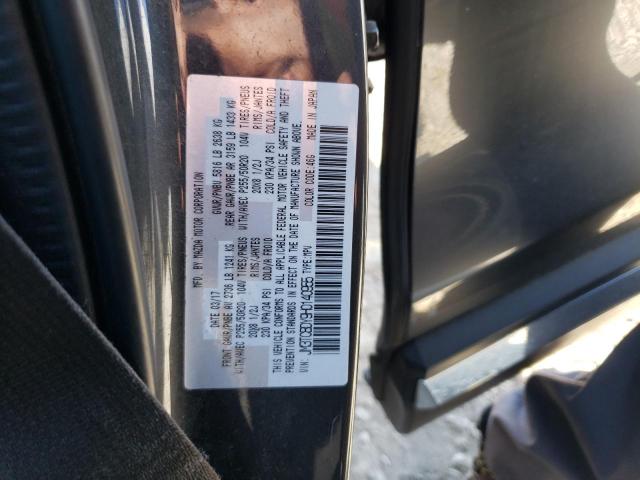 MFD. BY MAZDA MOTOR CORPORATION
DATE: 03/17 GVWR/PNBV 5816 LB 2638 KG
FRONT GAWR/PNBE AV 2736 LB 1241 KG REAR GAWR/PNBE AR 3159 LB 1433 KG
WITH/AVEC P255/50R20 104V TIRES/PNEUS WITH/AVEC P255/50R20 104V TIRES/PNEUS
20X8 1/2J RIMS/JANTES 20X8 1/2J RIMS/JANTES
230 KPA/34 PSI COLD/A FROID 230 KPA/34 PSI COLD/A FROID
THIS VEHICLE CONFORMS TO ALL APPLICABLE FEDERAL MOTOR VEHICLE SAFETY AND THEFT
PREVENTION STANDARDS IN EFFECT ON THE DATE OF MANUFACTURE SHOWN ABOVE.
VIN: TYPE:MPV COLOR CODE:46G MADE IN JAPAN